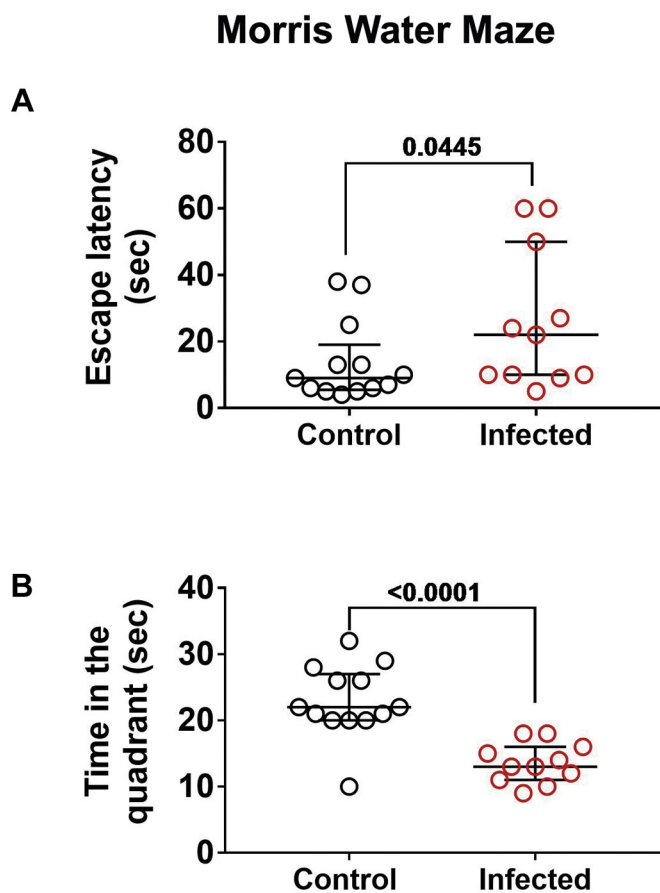 Morris Water Maze
A
Escape latency
(sec)
80
60
40
20
0
0.0445
Control
Infected
B
Time in the
quadrant (sec)
40
30
20
10
0
<0.0001
Control
Infected